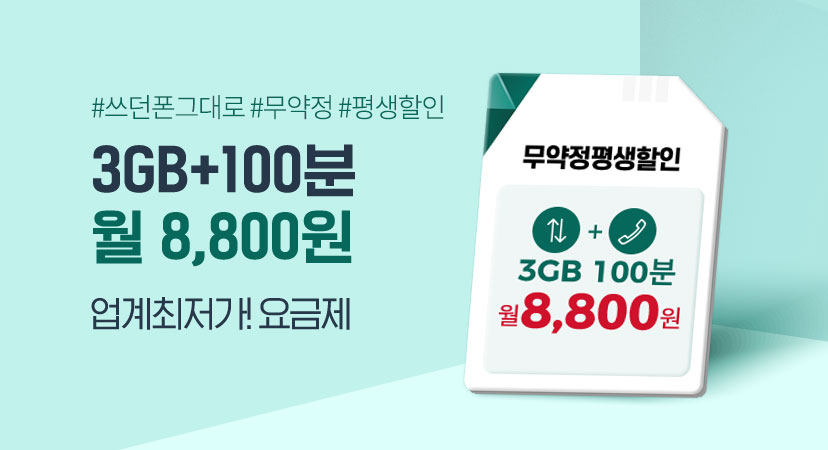 #쓰던폰그대로 #무약정 #평생할인
3GB+100분
월 8,800원
업계최저가! 요금제
무약정평생할인
+
3GB 100분
월8,800원